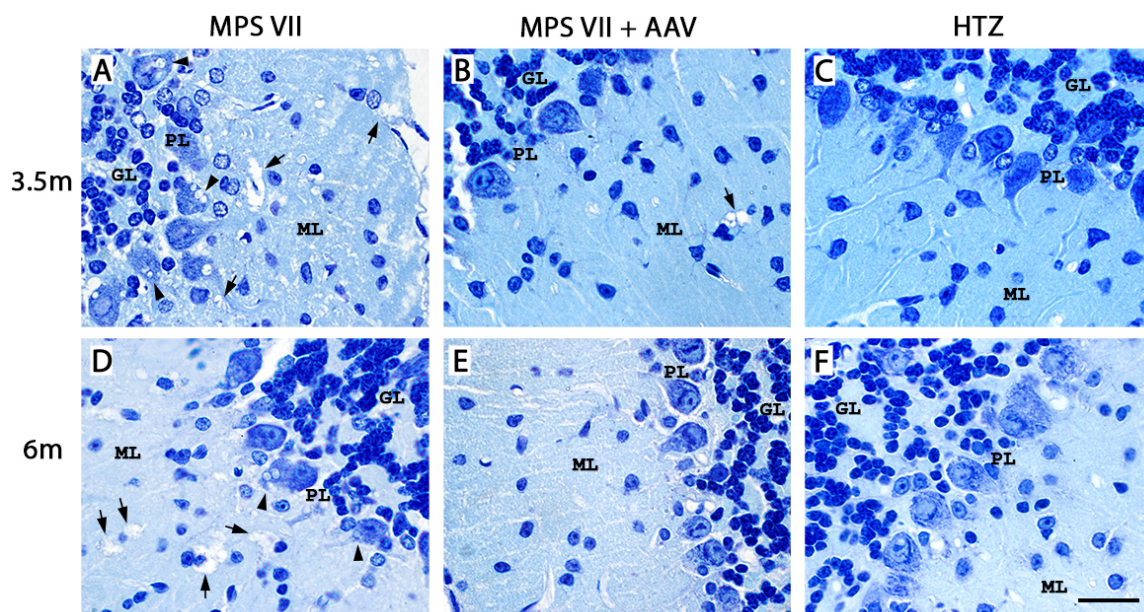 MPS VII MPS VII + AAV HTZ
3.5m
A
PL
GL
ML
B
GL
PL
ML
C
GL
PL
ML
6m
D
GL
ML
PL
E
PL
GL
ML
F
GL
PL
ML